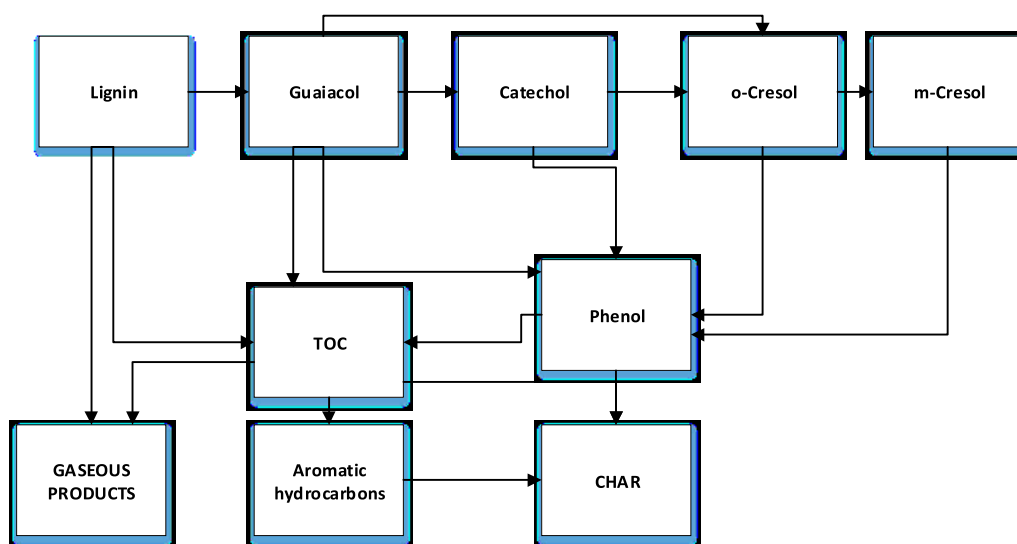 Lignin
Guaiacol
Catechol
o-Cresol
m-Cresol
TOC
Phenol
GASEOUS
PRODUCTS
Aromatic
hydrocarbons
CHAR